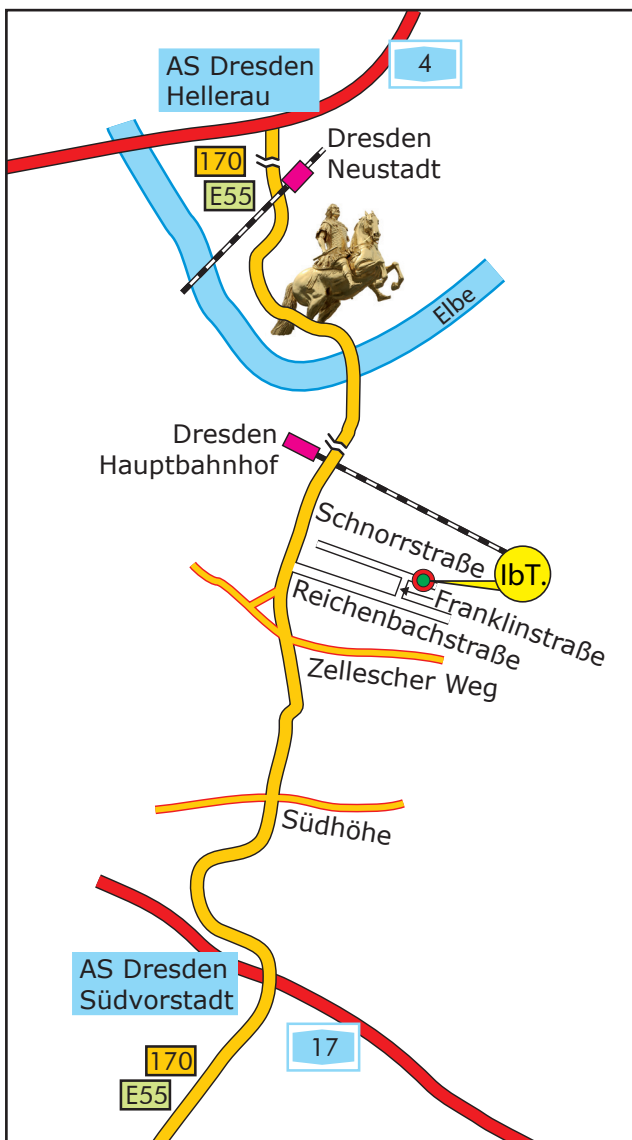 AS Dresden
Hellerau
4
Dresden
Neustadt
170
E55
Elbe
Dresden
Hauptbahnhof
Schnorrstraße
IbT.
Franklinstraße
Reichenbachstraße
Zellescher Weg
Südhöhe
AS Dresden
Südvorstadt
17
170
E55